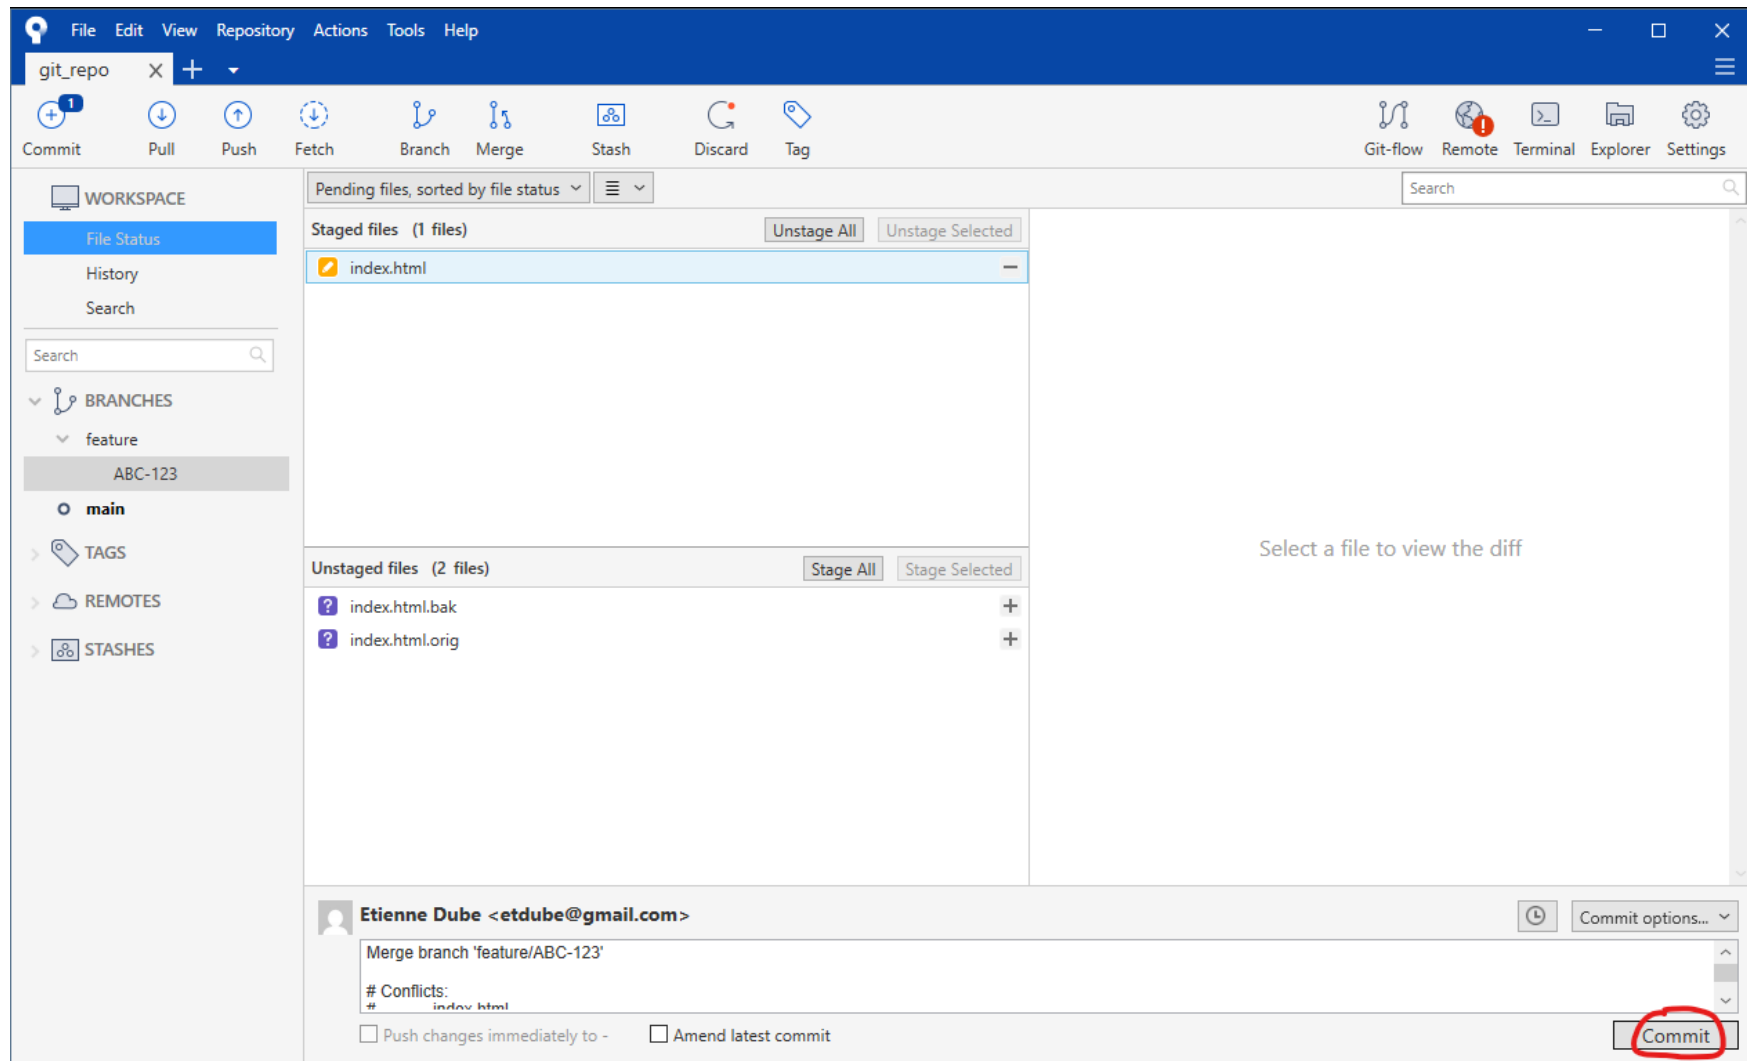 File Edit View Repository Actions Tools Help
git_repo
1
Commit Pull Push Fetch Branch Merge Stash Discard Tag Git-flow Remote Terminal Explorer Settings
WORKSPACE
File Status
History
Search
Search
BRANCHES
feature
ABC-123
main
TAGS
REMOTES
STASHES
Pending files, sorted by file status
Search
Staged files (1 files) Unstage All Unstage Selected
index.html
Unstaged files (2 files) Stage All Stage Selected
index.html.bak
index.html.orig
Select a file to view the diff
Etienne Dube <etdube@gmail.com>
Commit options...
Merge branch 'feature/ABC-123'
# Conflicts:
# index.html
Push changes immediately to - Amend latest commit
Commit